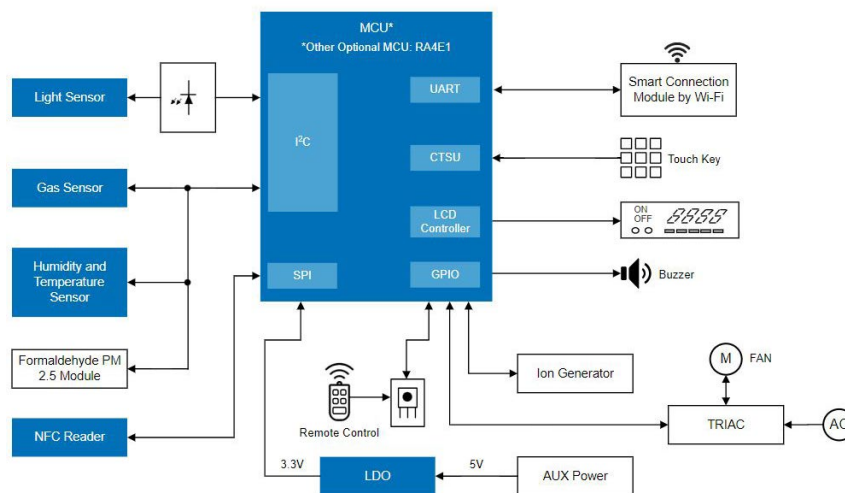 MCU*
*Other Optional MCU: RA4E1
Light Sensor
I²C
UART
Smart Connection
Module by Wi-Fi
CTSU
Touch Key
Gas Sensor
LCD
Controller
ON
OFF
8888
Humidity and
Temperature
Sensor
SPI
GPIO
Buzzer
Formaldehyde PM
2.5 Module
Ion Generator
M
FAN
Remote Control
TRIAC
AC
NFC Reader
3.3V
LDO
5V
AUX Power